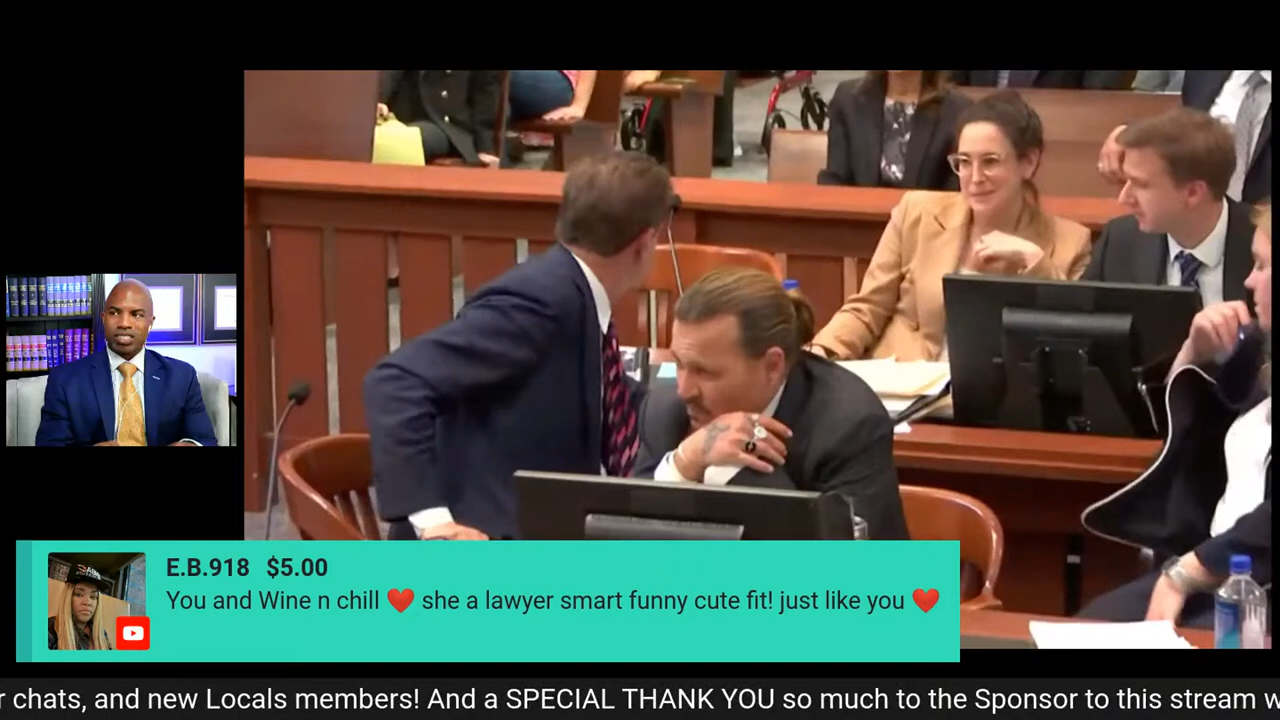 E.B.918 $5.00
You and Wine n chill ❤️ she a lawyer smart funny cute fit! just like you ❤️
r chats, and new Locals members! And a SPECIAL THANK YOU so much to the Sponsor to this stream w